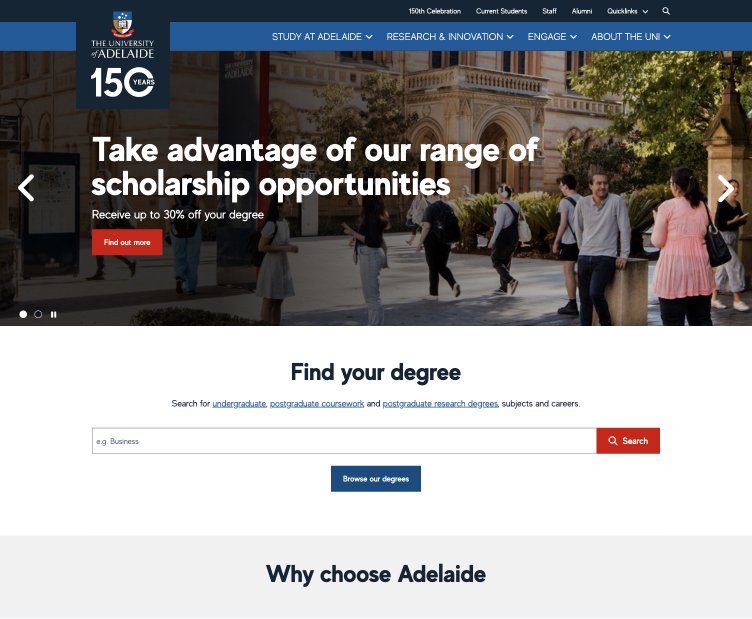 150th Celebration Current Students Staff Alumni Quicklinks
THE UNIVERSITY
of ADELAIDE
150 YEARS
STUDY AT ADELAIDE RESEARCH & INNOVATION ENGAGE ABOUT THE UNI
Take advantage of our range of
scholarship opportunities
Receive up to 30% off your degree
Find out more
Find your degree
Search for undergraduate, postgraduate coursework and postgraduate research degrees, subjects and careers.
e.g. Business
Search
Browse our degrees
Why choose Adelaide